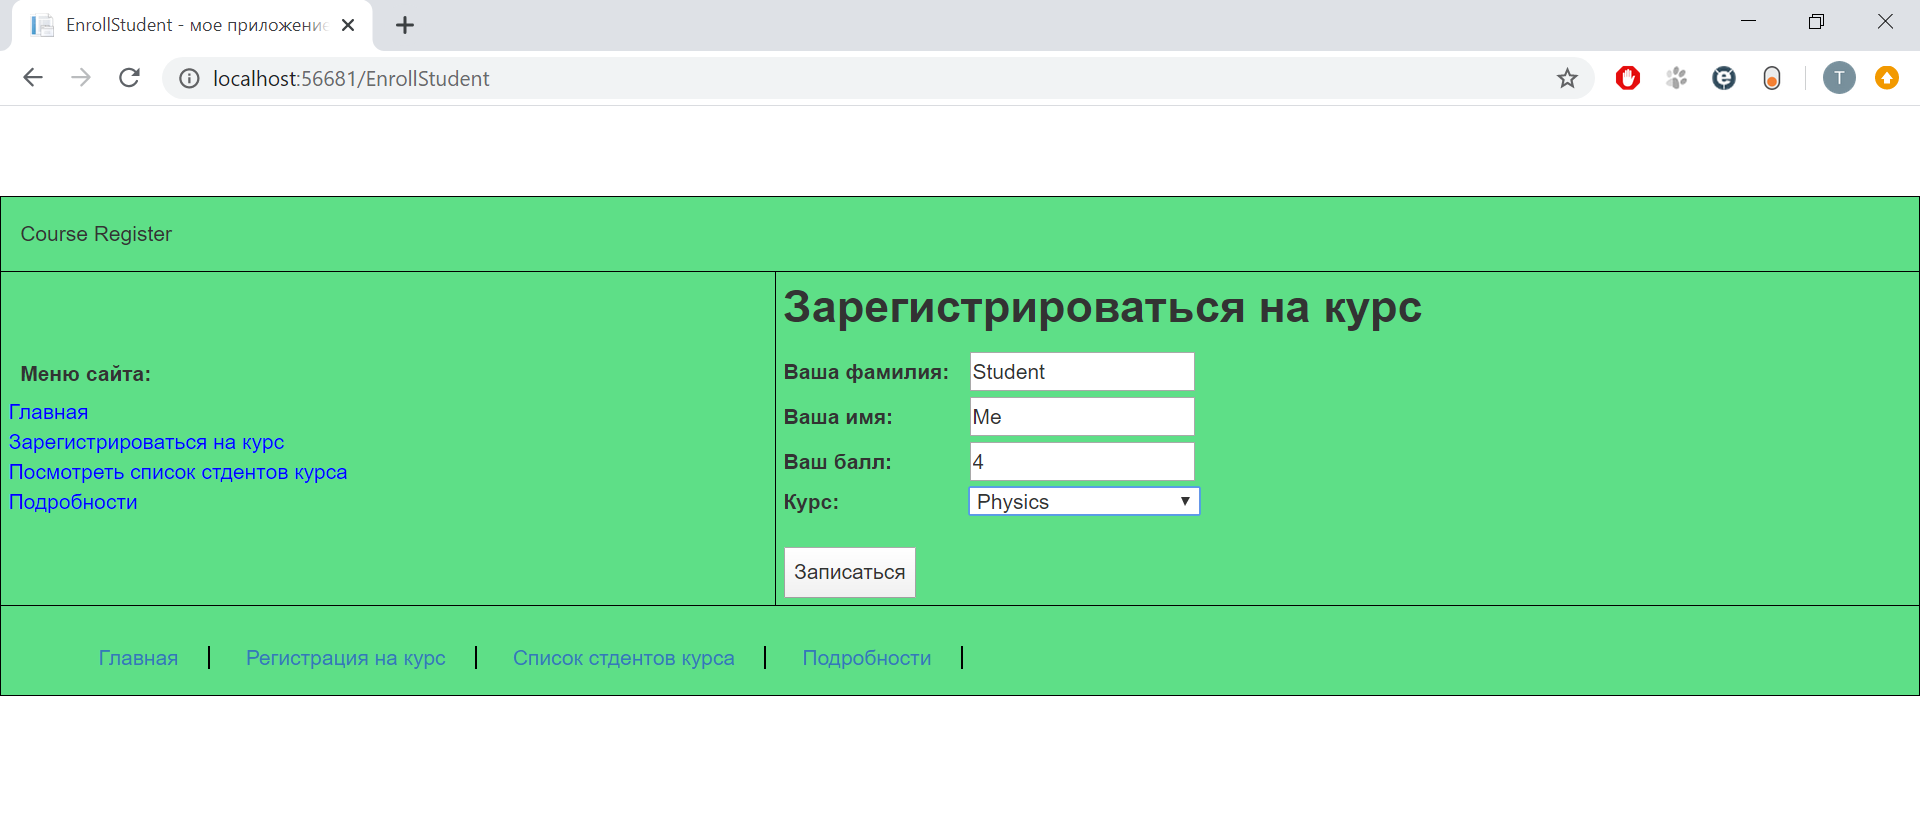 EnrollStudent - мое приложение
localhost:56681/EnrollStudent
T
Course Register
Меню сайта:
Главная
Зарегистрироваться на курс
Посмотреть список стдентов курса
Подробности
Зарегистрироваться на курс
Ваша фамилия: Student
Ваша имя: Me
Ваш балл: 4
Курс: Physics
Записаться
Главная | Регистрация на курс | Список стдентов курса | Подробности |